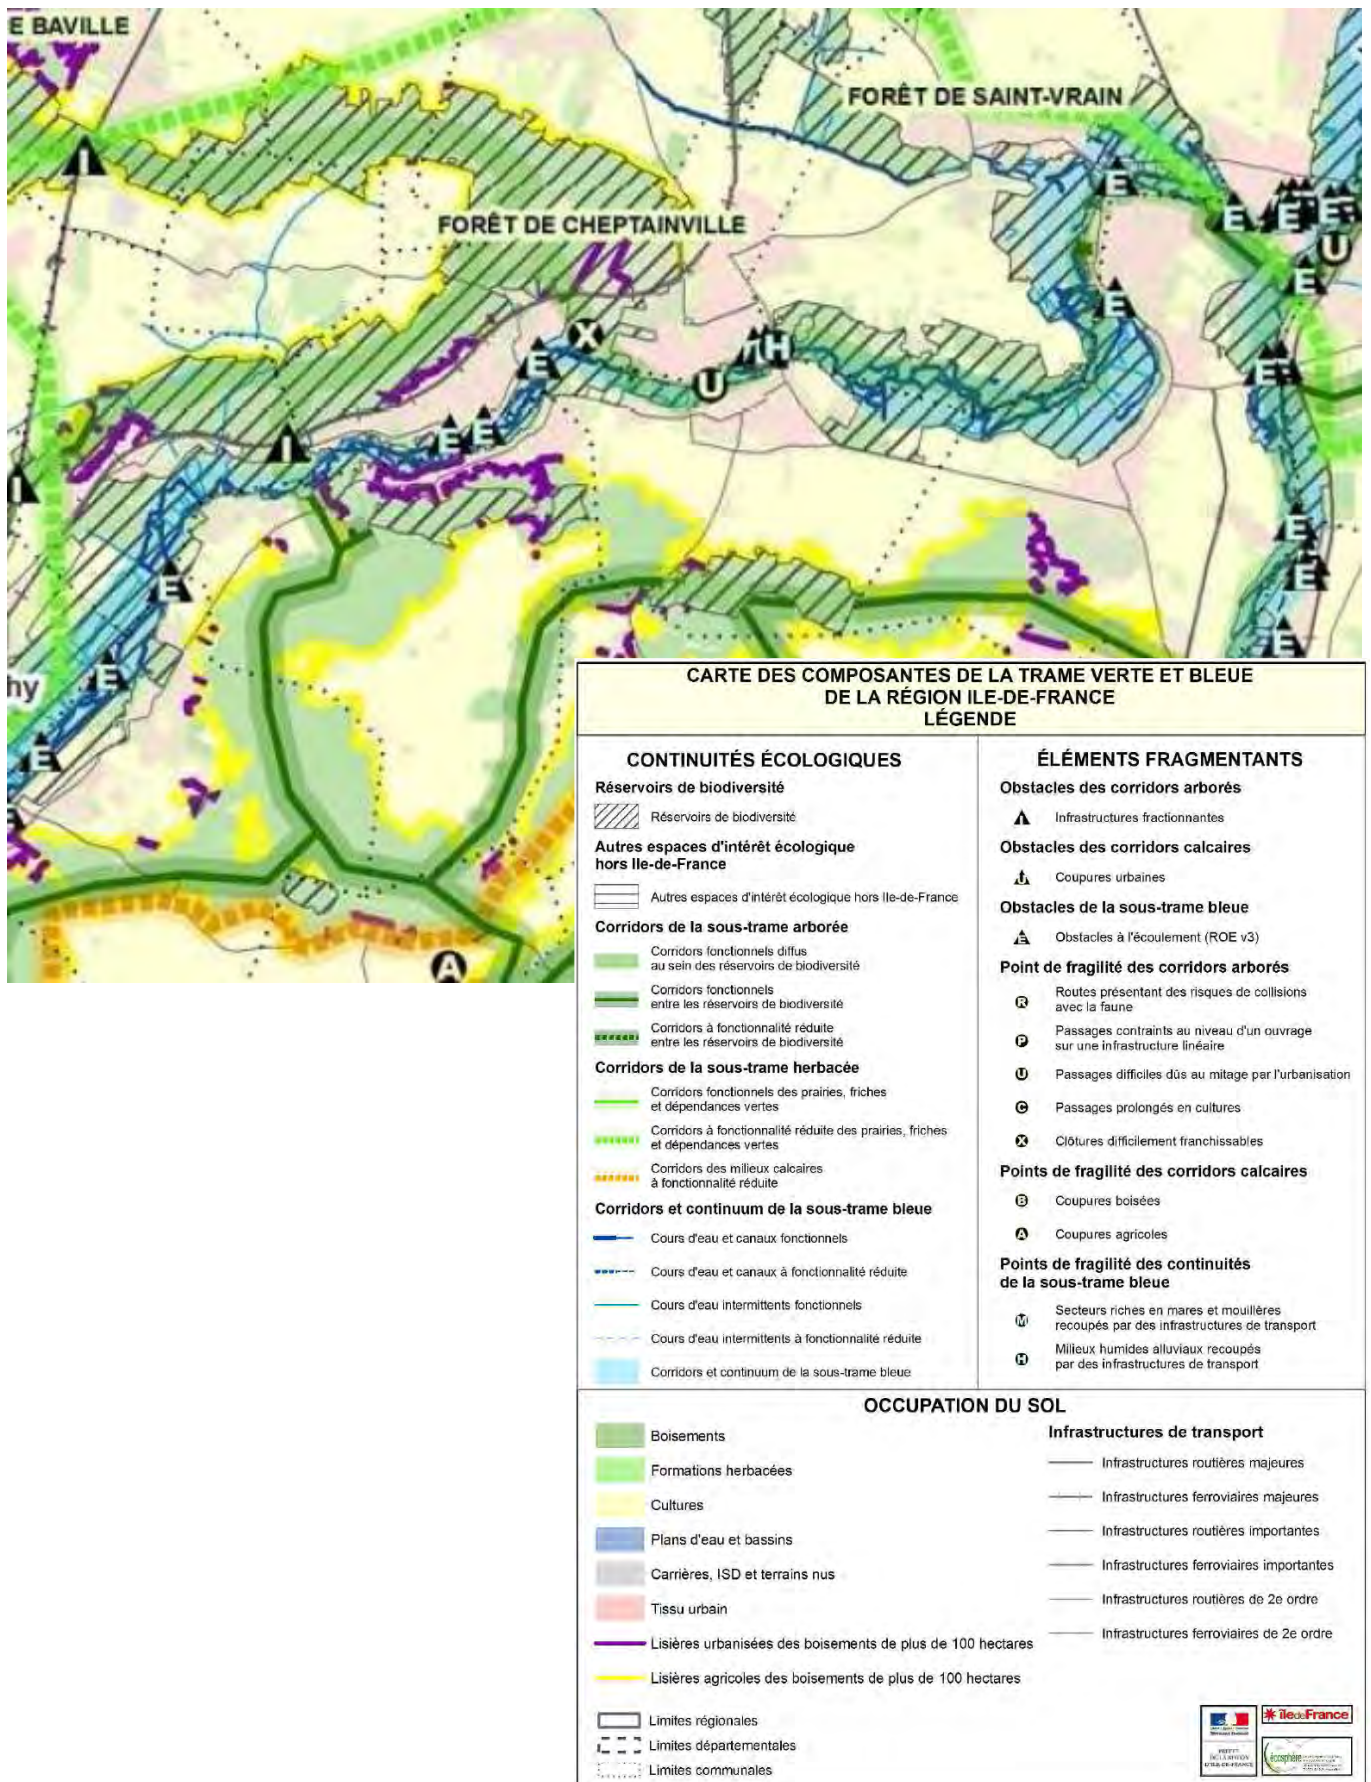 E BAVILLE
FORÊT DE SAINT-VRAIN
I
E
E
E
E
FORÊT DE CHEPTAINVILLE
U
E
E
X
H
E
U
E
E
I
E
I
E
E
E
E
E
hy
E
A
CARTE DES COMPOSANTES DE LA TRAME VERTE ET BLEUE
DE LA RÉGION ILE-DE-FRANCE
LÉGENDE
CONTINUITÉS ÉCOLOGIQUES
Réservoirs de biodiversité
Réservoirs de biodiversité
Autres espaces d'intérêt écologique
hors Ile-de-France
Autres espaces d'intérêt écologique hors Ile-de-France
Corridors de la sous-trame arborée
Corridors fonctionnels diffus
au sein des réservoirs de biodiversité
Corridors fonctionnels
entre les réservoirs de biodiversité
Corridors à fonctionnalité réduite
entre les réservoirs de biodiversité
Corridors de la sous-trame herbacée
Corridors fonctionnels des prairies, friches
et dépendances vertes
Corridors à fonctionnalité réduite des prairies, friches
et dépendances vertes
Corridors des milieux calcaires
à fonctionnalité réduite
Corridors et continuum de la sous-trame bleue
Cours d'eau et canaux fonctionnels
Cours d'eau et canaux à fonctionnalité réduite
Cours d'eau intermittents fonctionnels
Cours d'eau intermittents à fonctionnalité réduite
Corridors et continuum de la sous-trame bleue
ÉLÉMENTS FRAGMENTANTS
Obstacles des corridors arborés
I Infrastructures fractionnantes
Obstacles des corridors calcaires
U Coupures urbaines
Obstacles de la sous-trame bleue
E Obstacles à l'écoulement (ROE v3)
Point de fragilité des corridors arborés
R Routes présentant des risques de collisions
avec la faune
P Passages contraints au niveau d'un ouvrage
sur une infrastructure linéaire
U Passages difficiles dûs au mitage par l'urbanisation
C Passages prolongés en cultures
X Clôtures difficilement franchissables
Points de fragilité des corridors calcaires
B Coupures boisées
A Coupures agricoles
Points de fragilité des continuités
de la sous-trame bleue
M Secteurs riches en mares et mouillères
recoupés par des infrastructures de transport
H Milieux humides alluviaux recoupés
par des infrastructures de transport
OCCUPATION DU SOL
Boisements
Formations herbacées
Cultures
Plans d'eau et bassins
Carrières, ISD et terrains nus
Tissu urbain
Lisières urbanisées des boisements de plus de 100 hectares
Lisières agricoles des boisements de plus de 100 hectares
Limites régionales
Limites départementales
Limites communales
Infrastructures de transport
Infrastructures routières majeures
Infrastructures ferroviaires majeures
Infrastructures routières importantes
Infrastructures ferroviaires importantes
Infrastructures routières de 2e ordre
Infrastructures ferroviaires de 2e ordre
îledeFrance
PRÉFET
DE LA RÉGION
D'ILE-DE-FRANCE
écosphère